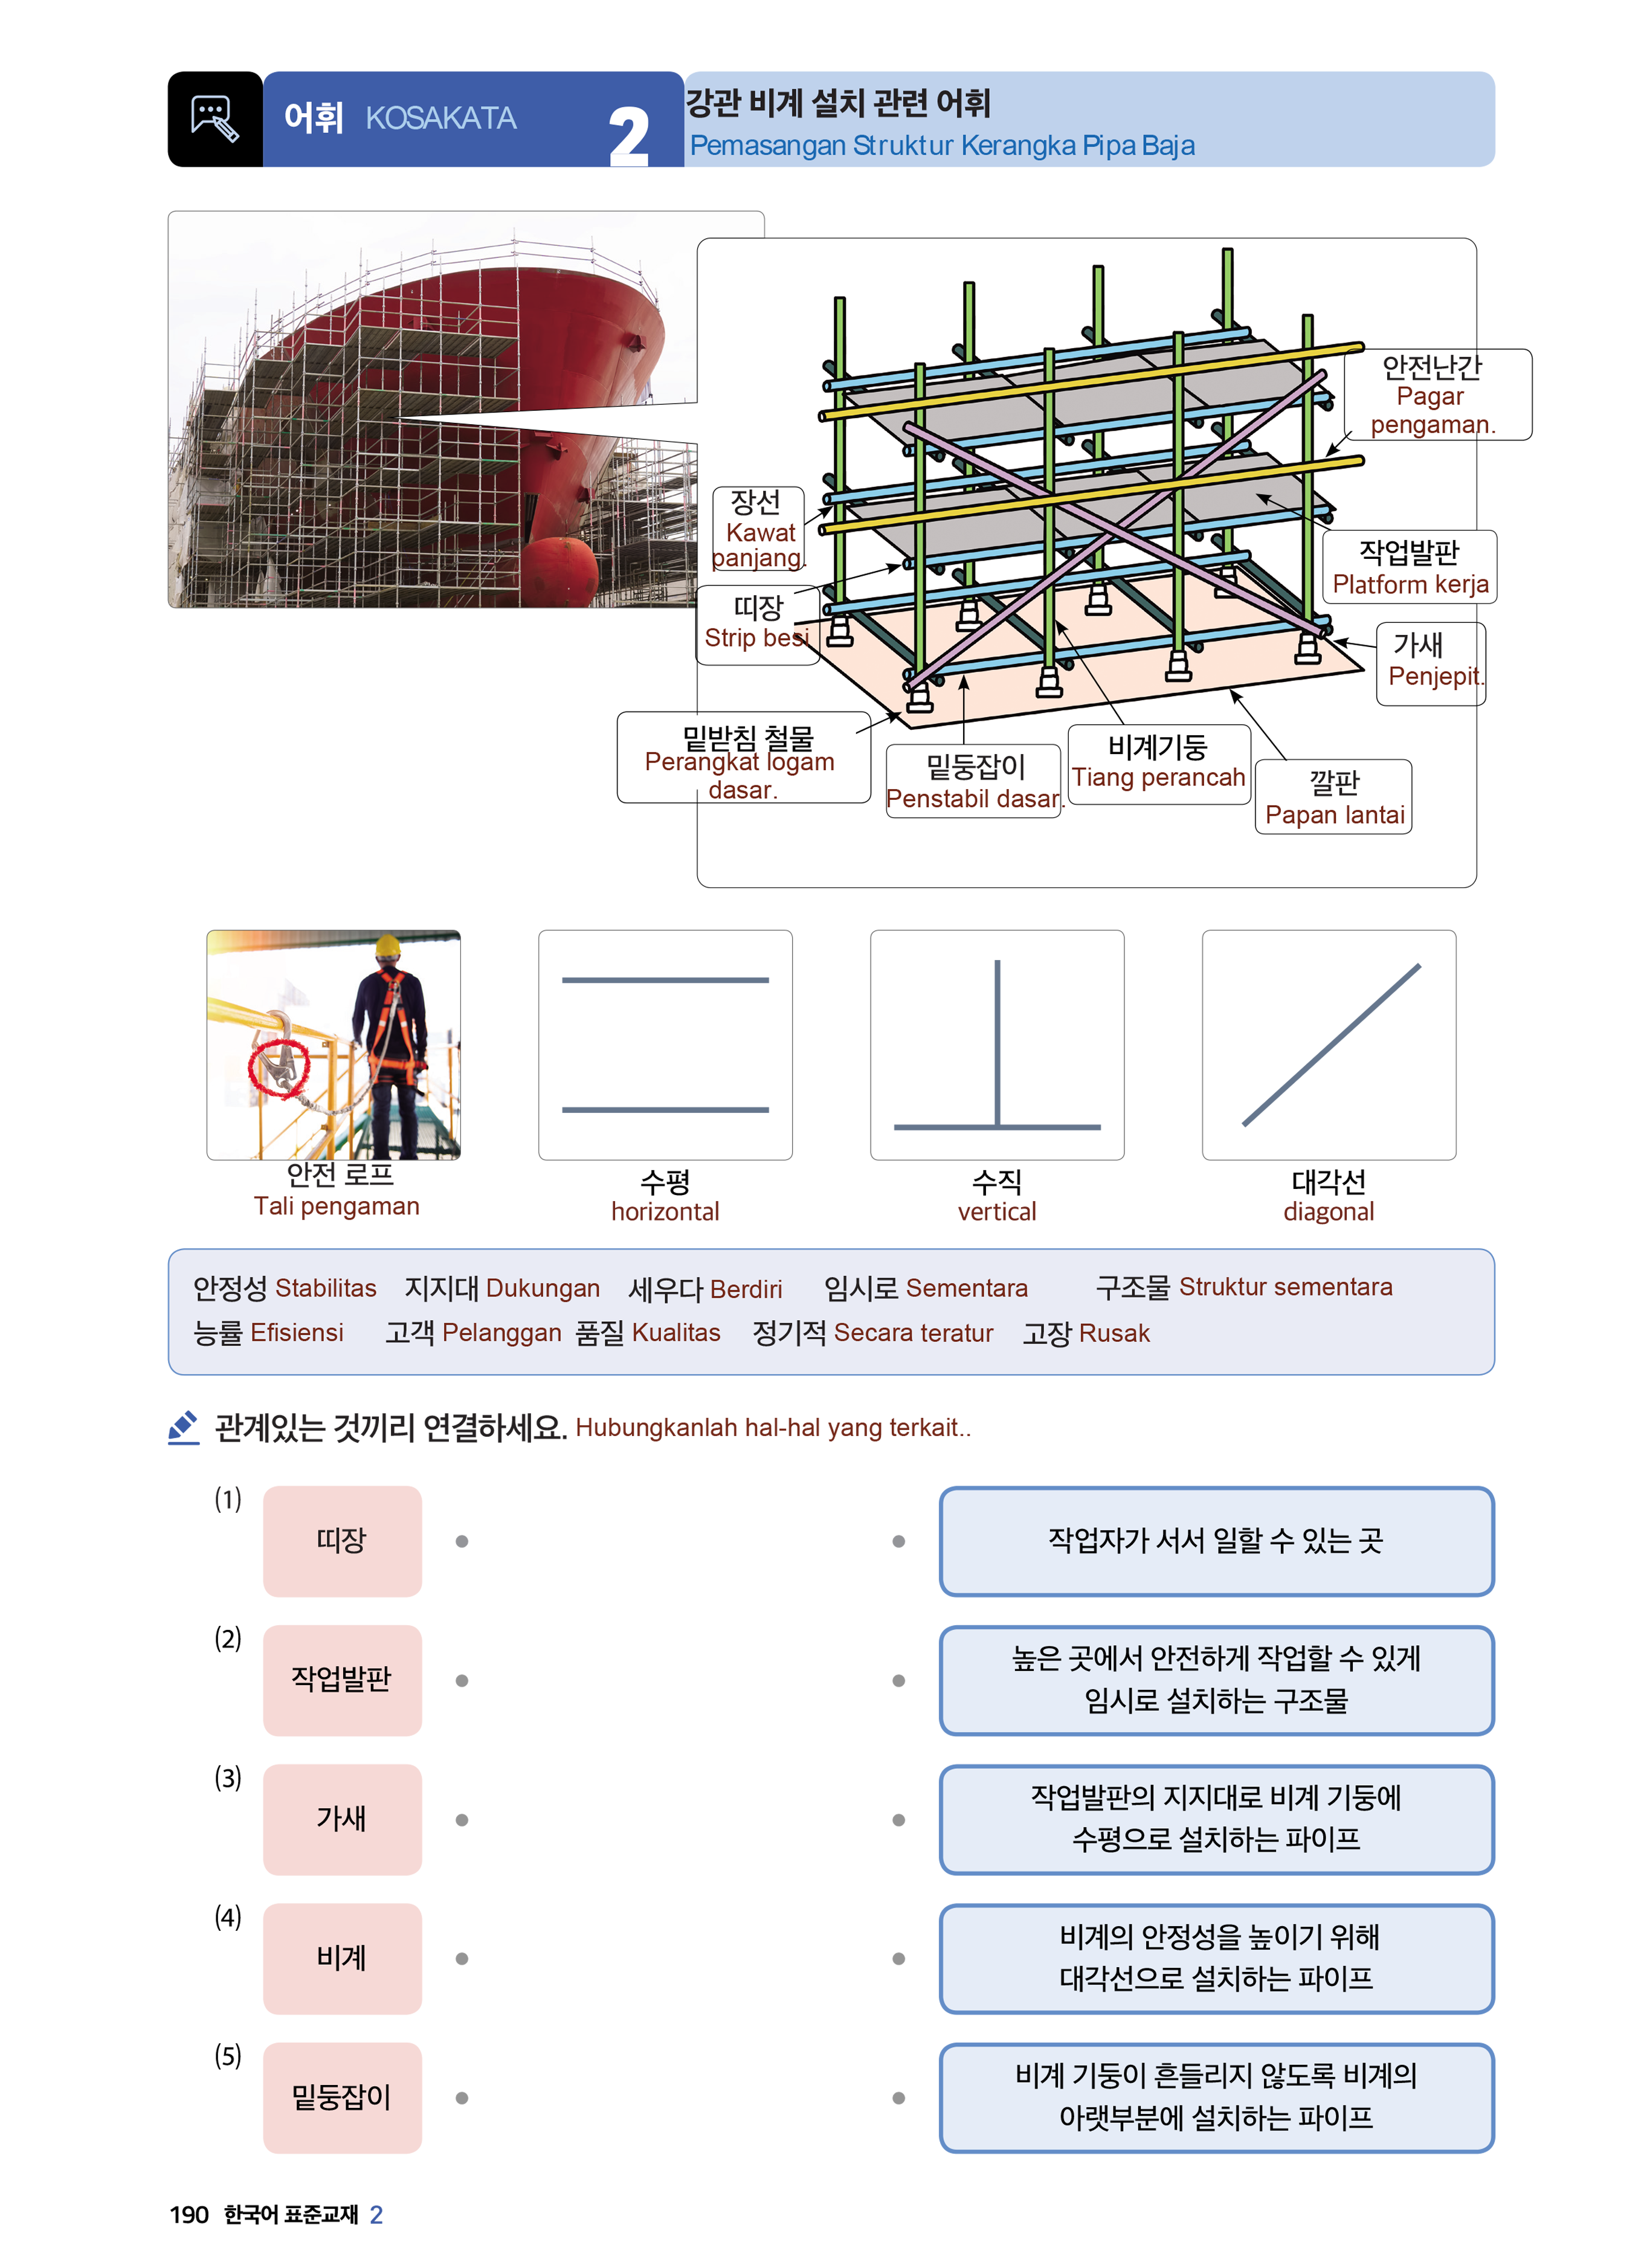 어휘 KOSAKATA 2
강관 비계 설치 관련 어휘
Pemasangan Struktur Kerangka Pipa Baja
안전난간
Pagar
pengaman.
장선
Kawat
panjang.
작업발판
Platform kerja
띠장
Strip besi
가새
Penjepit.
밑받침 철물
Perangkat logam
dasar.
밑둥잡이
Penstabil dasar.
비계기둥
Tiang perancah
깔판
Papan lantai
안전 로프
Tali pengaman
수평
horizontal
수직
vertical
대각선
diagonal
안정성 Stabilitas 지지대 Dukungan 세우다 Berdiri 임시로 Sementara 구조물 Struktur sementara
능률 Efisiensi 고객 Pelanggan 품질 Kualitas 정기적 Secara teratur 고장 Rusak
관계있는 것끼리 연결하세요. Hubungkanlah hal-hal yang terkait..
(1) 띠장
작업자가 서서 일할 수 있는 곳
(2) 작업발판
높은 곳에서 안전하게 작업할 수 있게
임시로 설치하는 구조물
(3) 가새
작업발판의 지지대로 비계 기둥에
수평으로 설치하는 파이프
(4) 비계
비계의 안정성을 높이기 위해
대각선으로 설치하는 파이프
(5) 밑둥잡이
비계 기둥이 흔들리지 않도록 비계의
아랫부분에 설치하는 파이프
190 한국어 표준교재 2